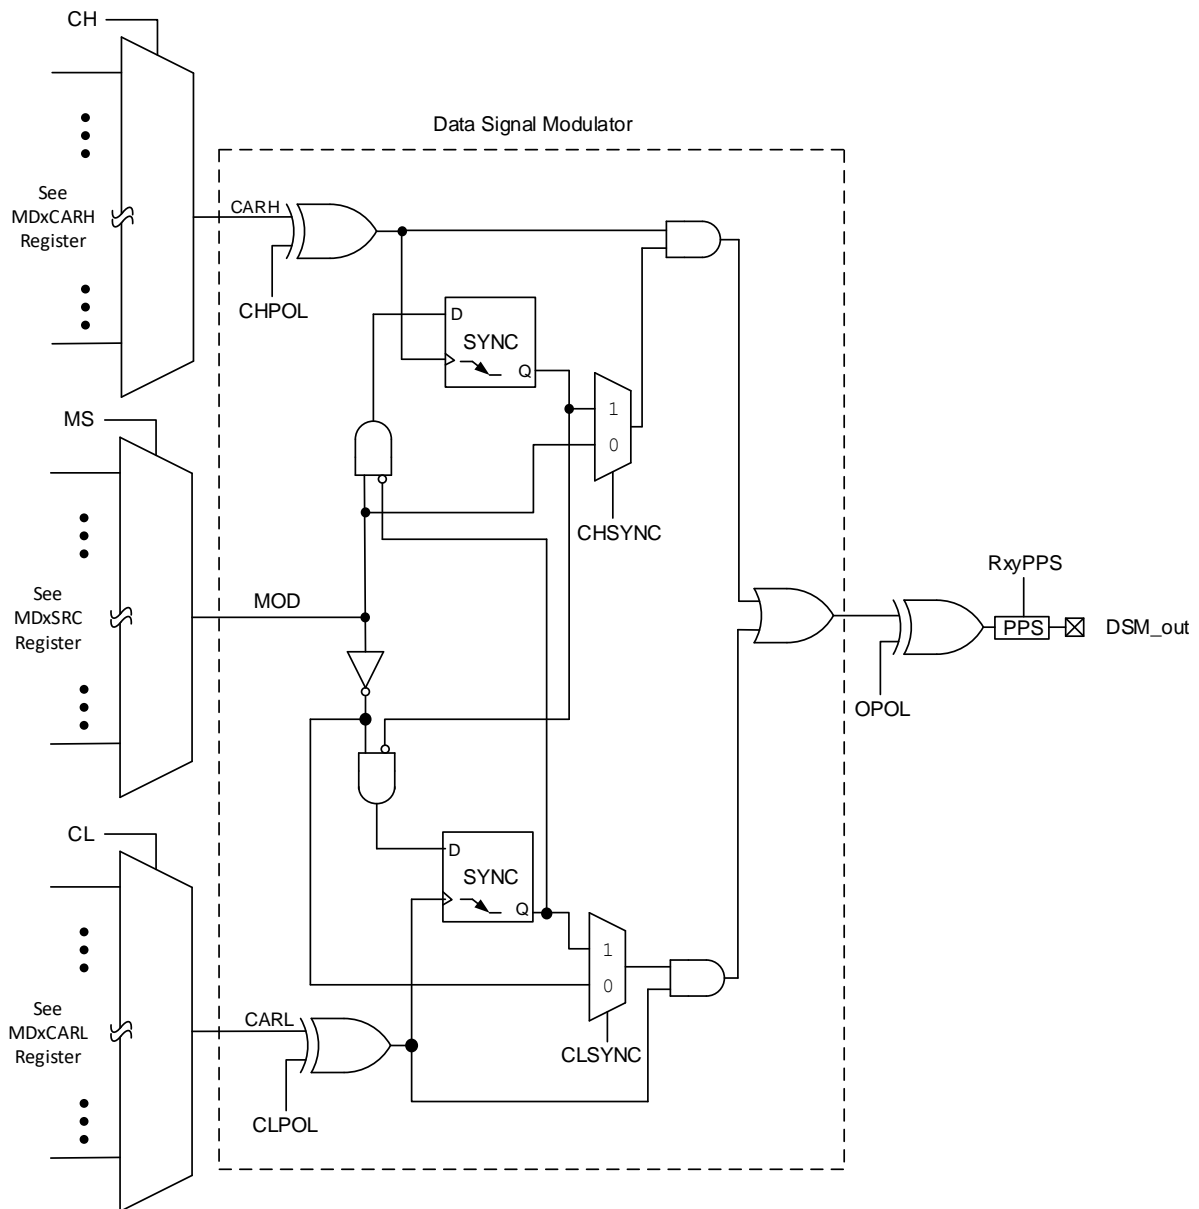 CH
Data Signal Modulator
See
MDxCARH
Register
CARH
CHPOL
D
SYNC
Q
1
0
CHSYNC
MS
See
MDxSRC
Register
MOD
RxyPPS
PPS
DSM_out
OPOL
CL
D
SYNC
Q
1
0
CLSYNC
See
MDxCARL
Register
CARL
CLPOL